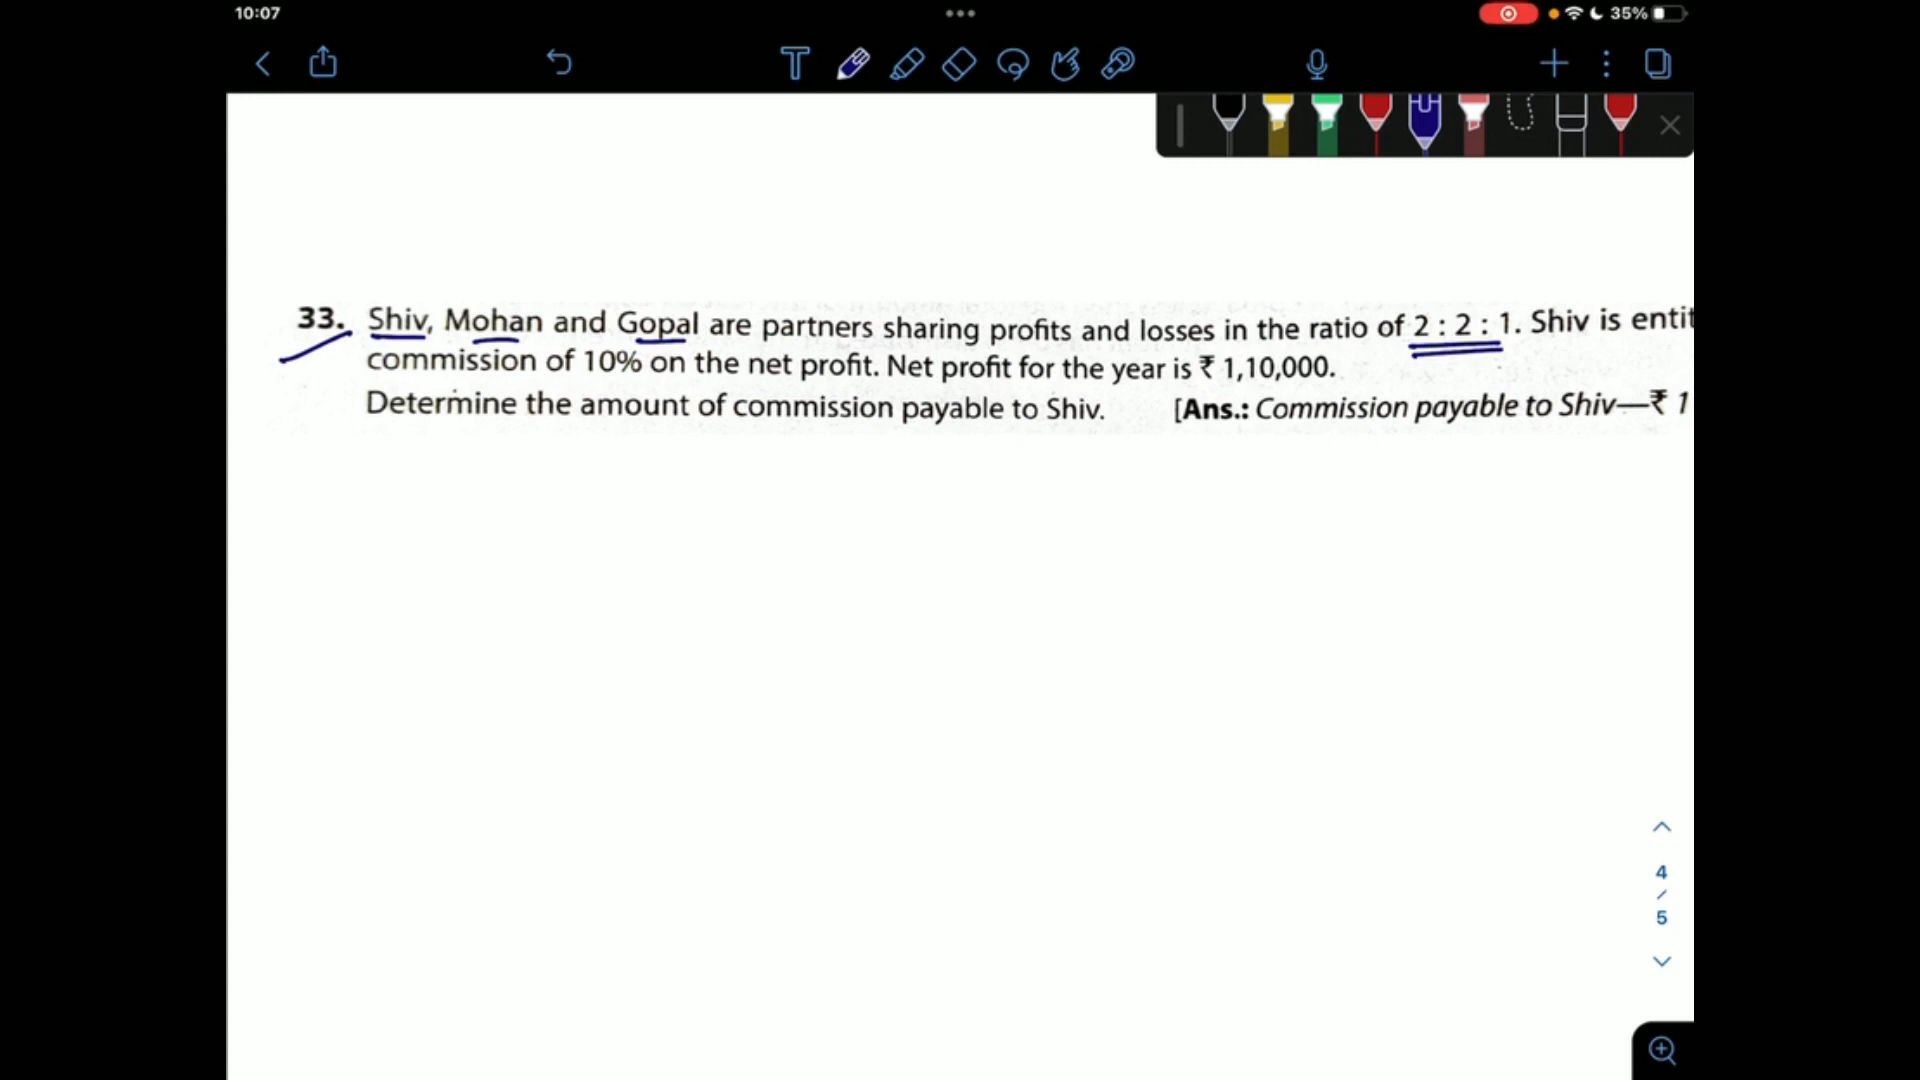 10:07
35%
T
33. Shiv, Mohan and Gopal are partners sharing profits and losses in the ratio of 2 : 2 : 1. Shiv is entit
commission of 10% on the net profit. Net profit for the year is ₹ 1,10,000.
Determine the amount of commission payable to Shiv. [Ans.: Commission payable to Shiv—₹ 1
4
/
5